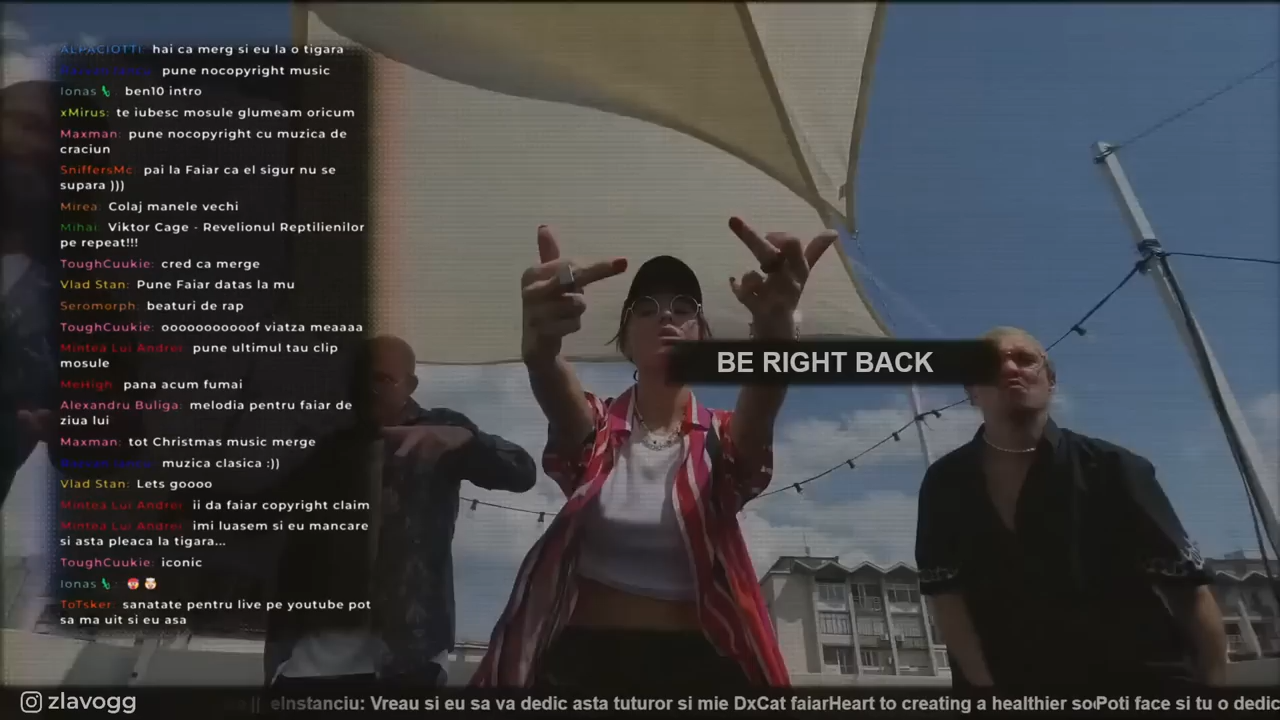 ALPACIOTTI: hai ca merg si eu la o tigara
pune nocopyright music
Ionas : ben10 intro
xMirus: te iubesc mosule glumeam oricum
Maxman: pune nocopyright cu muzica de
craciun
SniffersMc: pai la Faiar ca el sigur nu se
supara )))
Mirea: Colaj manele vechi
Mihai: Viktor Cage - Revelionul Reptilienilor
pe repeat!!!
ToughCuukie: cred ca merge
Vlad Stan: Pune Faiar datas la mu
Seromorph: beaturi de rap
ToughCuukie: ooooooooooof viatza meaaaa
Mintea Lui Andrei: pune ultimul tau clip
mosule
MeHigh: pana acum fumai
Alexandru Buliga: melodia pentru faiar de
ziua lui
Maxman: tot Christmas music merge
muzica clasica :))
Vlad Stan: Lets goooo
Mintea Lui Andrei: ii da faiar copyright claim
Mintea Lui Andrei: imi luasem si eu mancare
si asta pleaca la tigara...
ToughCuukie: iconic
Ionas :
ToTsker: sanatate pentru live pe youtube pot
sa ma uit si eu asa
BE RIGHT BACK
zlavogg
|| eInstanciu: Vreau si eu sa va dedic asta tuturor si mie DxCat faiarHeart to creating a healthier so Poti face si tu o dedic